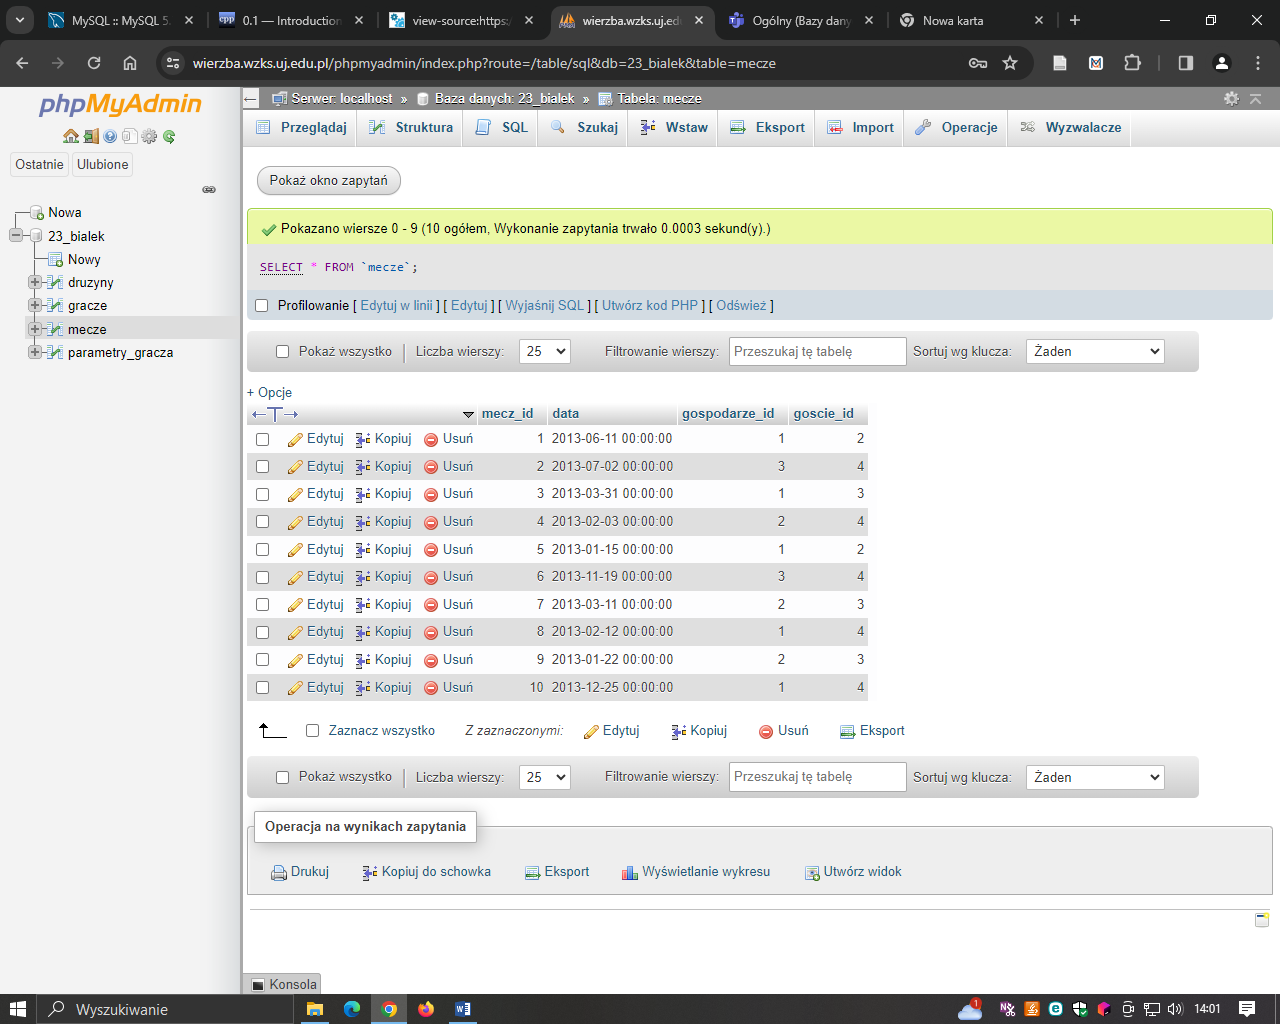 MySQL :: MySQL 5.
0.1 — Introduction
view-source:https:/
wierzba.wzks.uj.ed
Ogólny (Bazy dany
Nowa karta
wierzba.wzks.uj.edu.pl/phpmyadmin/index.php?route=/table/sql&db=23_bialek&table=mecze
phpMyAdmin
Ostatnie Ulubione
Nowa
23_bialek
Nowy
druzyny
gracze
mecze
parametry_gracza
Serwer: localhost » Baza danych: 23_bialek » Tabela: mecze
Przeglądaj Struktura SQL Szukaj Wstaw Eksport Import Operacje Wyzwalacze
Pokaż okno zapytań
Pokazano wiersze 0 - 9 (10 ogółem, Wykonanie zapytania trwało 0.0003 sekund(y).)
SELECT * FROM `mecze`;
Profilowanie [ Edytuj w linii ] [ Edytuj ] [ Wyjaśnij SQL ] [ Utwórz kod PHP ] [ Odśwież ]
Pokaż wszystko Liczba wierszy: 25 Filtrowanie wierszy: Przeszukaj tę tabelę Sortuj wg klucza: Żaden
+ Opcje
←T→ mecz_id data gospodarze_id goscie_id
Edytuj Kopiuj Usuń 1 2013-06-11 00:00:00 1 2
Edytuj Kopiuj Usuń 2 2013-07-02 00:00:00 3 4
Edytuj Kopiuj Usuń 3 2013-03-31 00:00:00 1 3
Edytuj Kopiuj Usuń 4 2013-02-03 00:00:00 2 4
Edytuj Kopiuj Usuń 5 2013-01-15 00:00:00 1 2
Edytuj Kopiuj Usuń 6 2013-11-19 00:00:00 3 4
Edytuj Kopiuj Usuń 7 2013-03-11 00:00:00 2 3
Edytuj Kopiuj Usuń 8 2013-02-12 00:00:00 1 4
Edytuj Kopiuj Usuń 9 2013-01-22 00:00:00 2 3
Edytuj Kopiuj Usuń 10 2013-12-25 00:00:00 1 4
Zaznacz wszystko Z zaznaczonymi: Edytuj Kopiuj Usuń Eksport
Pokaż wszystko Liczba wierszy: 25 Filtrowanie wierszy: Przeszukaj tę tabelę Sortuj wg klucza: Żaden
Operacja na wynikach zapytania
Drukuj Kopiuj do schowka Eksport Wyświetlanie wykresu Utwórz widok
Konsola
Wyszukiwanie
1
14:01